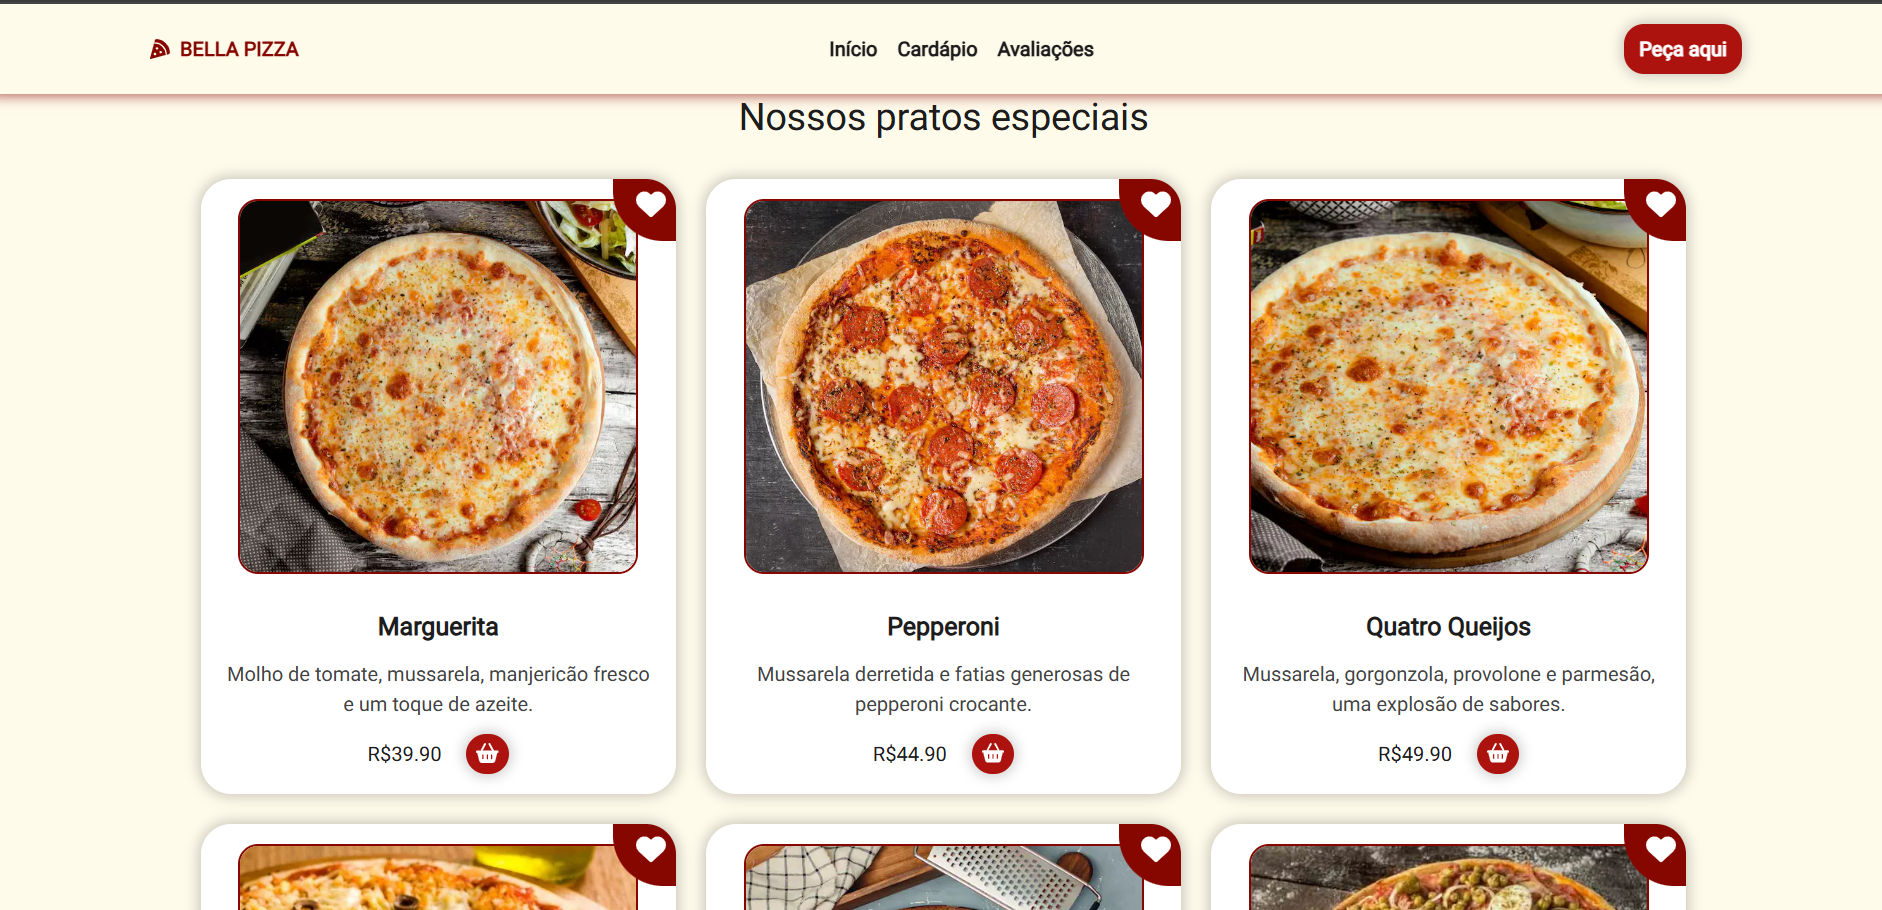 BELLA PIZZA
Início Cardápio Avaliações
Peça aqui
Nossos pratos especiais
Marguerita
Molho de tomate, mussarela, manjericão fresco
e um toque de azeite.
R$39.90
Pepperoni
Mussarela derretida e fatias generosas de
pepperoni crocante.
R$44.90
Quatro Queijos
Mussarela, gorgonzola, provolone e parmesão,
uma explosão de sabores.
R$49.90